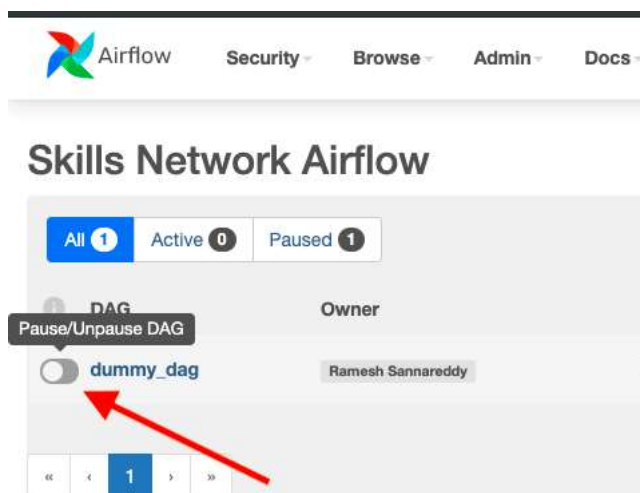 Airflow Security Browse Admin Docs
Skills Network Airflow
All 1 Active 0 Paused 1
DAG Owner
Pause/Unpause DAG
dummy_dag Ramesh Sannareddy
« ‹ 1 › »